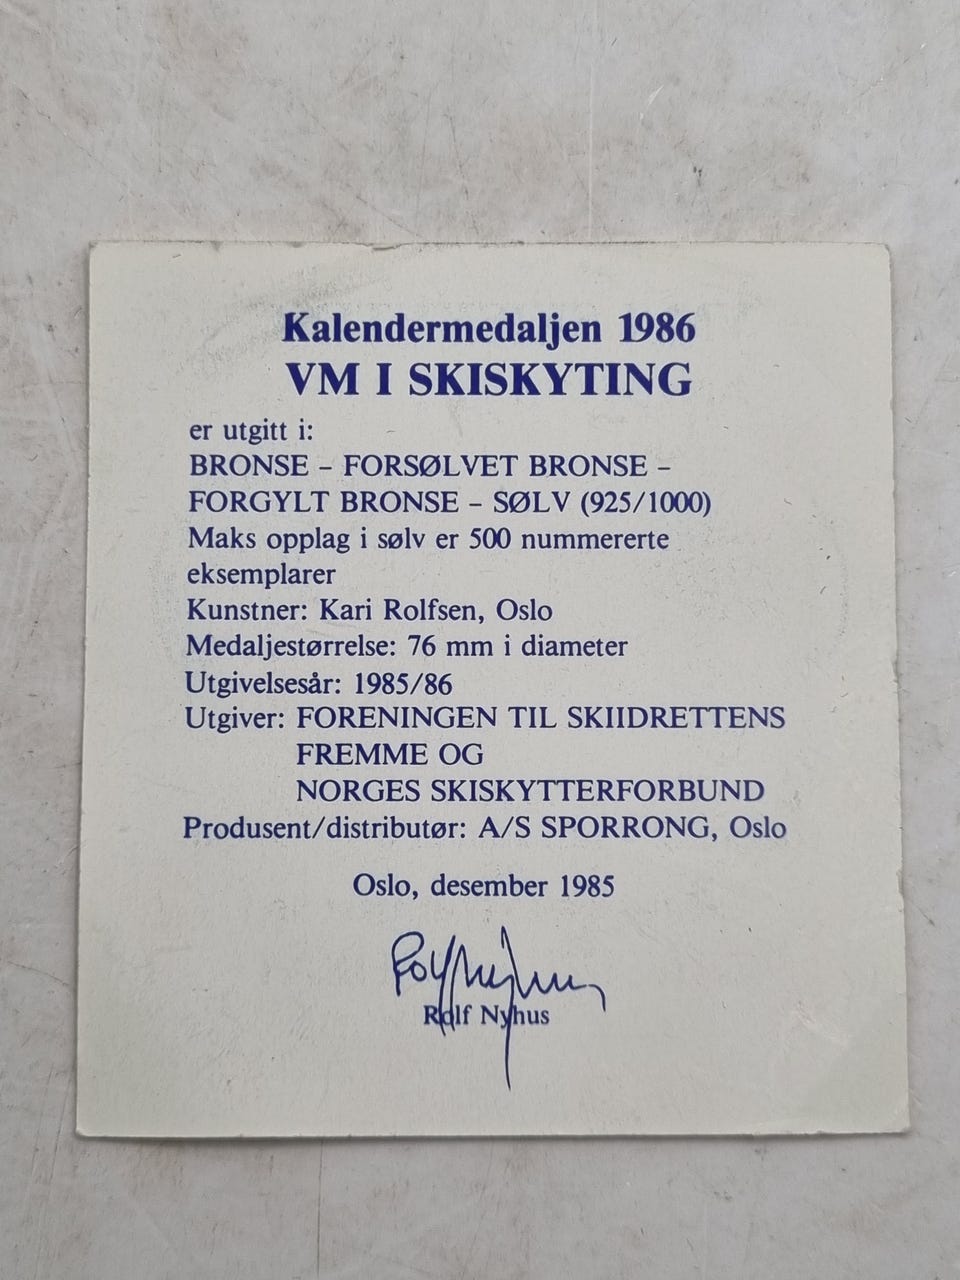 Kalendermedaljen 1986
VM I SKISKYTING
er utgitt i:
BRONSE – FORSØLVET BRONSE –
FORGYLT BRONSE – SØLV (925/1000)
Maks opplag i sølv er 500 nummererte
eksemplarer
Kunstner: Kari Rolfsen, Oslo
Medaljestørrelse: 76 mm i diameter
Utgivelsesår: 1985/86
Utgiver: FORENINGEN TIL SKIIDRETTENS
FREMME OG
NORGES SKISKYTTERFORBUND
Produsent/distributør: A/S SPORRONG, Oslo
Oslo, desember 1985
Rolf Nyhus
Rolf Nyhus